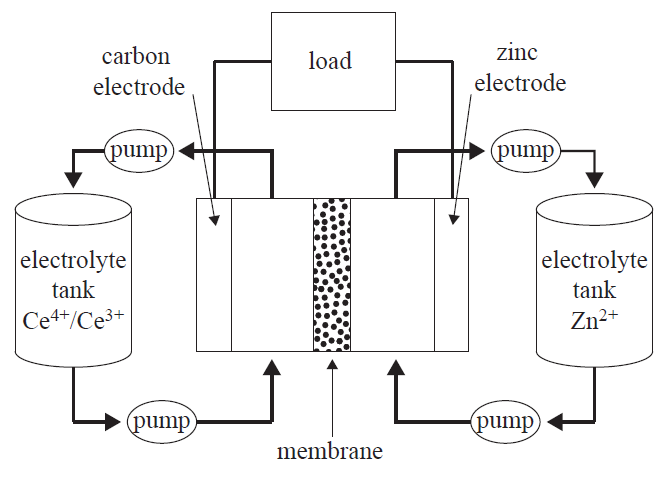 carbon
electrode
load
zinc
electrode
pump
pump
electrolyte
tank
Ce⁴⁺/Ce³⁺
electrolyte
tank
Zn²⁺
pump
pump
membrane